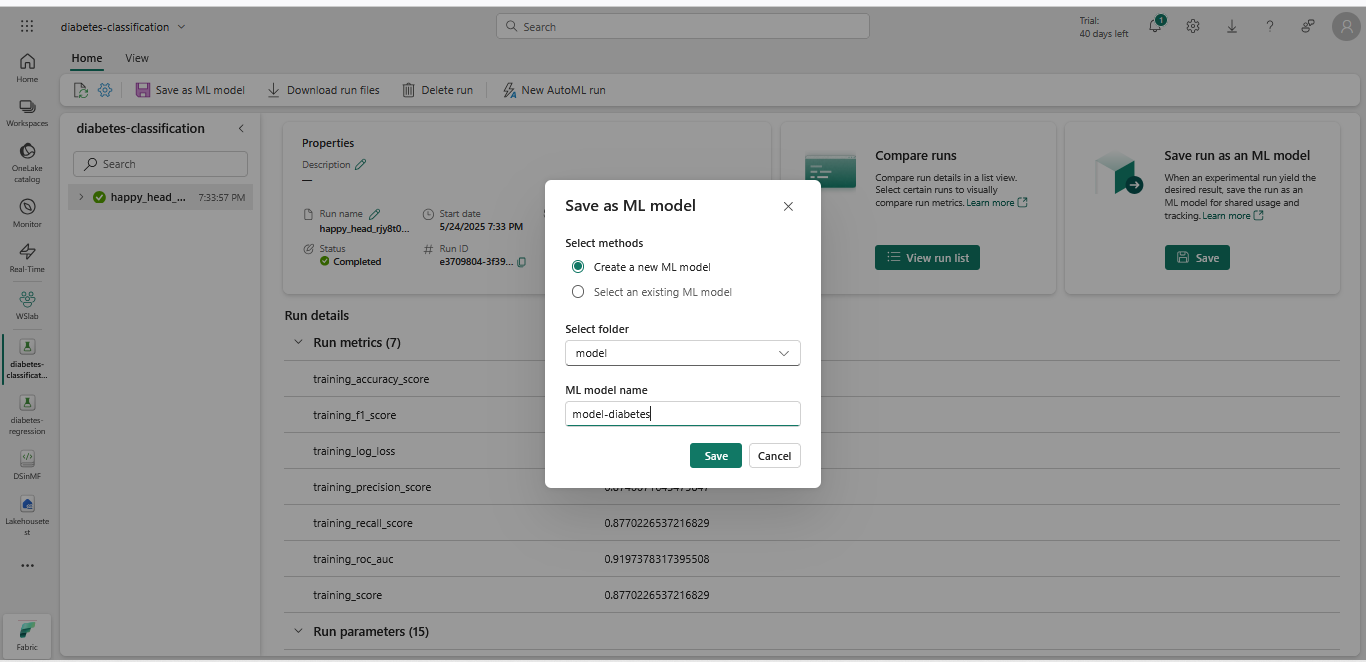 diabetes-classification
Search
Trial:
40 days left
1
Home
View
Save as ML model
Download run files
Delete run
New AutoML run
Home
Workspaces
OneLake
catalog
Monitor
Real-Time
WSlab
diabetes-
classificat...
diabetes-
regression
DSinMF
Lakehousete
st
...
Fabric
diabetes-classification
Search
happy_head_... 7:33:57 PM
Properties
Description
Run name
happy_head_rjy8t0...
Start date
5/24/2025 7:33 PM
Status
Completed
Run ID
e3709804-3f39...
Compare runs
Compare run details in a list view.
Select certain runs to visually
compare run metrics. Learn more
View run list
Save run as an ML model
When an experimental run yield the
desired result, save the run as an
ML model for shared usage and
tracking. Learn more
Save
Run details
Run metrics (7)
training_accuracy_score
training_f1_score
training_log_loss
training_precision_score
training_recall_score 0.8770226537216829
training_roc_auc 0.9197378317395508
training_score 0.8770226537216829
Run parameters (15)
Save as ML model
Select methods
Create a new ML model
Select an existing ML model
Select folder
model
ML model name
model-diabetes
Save
Cancel